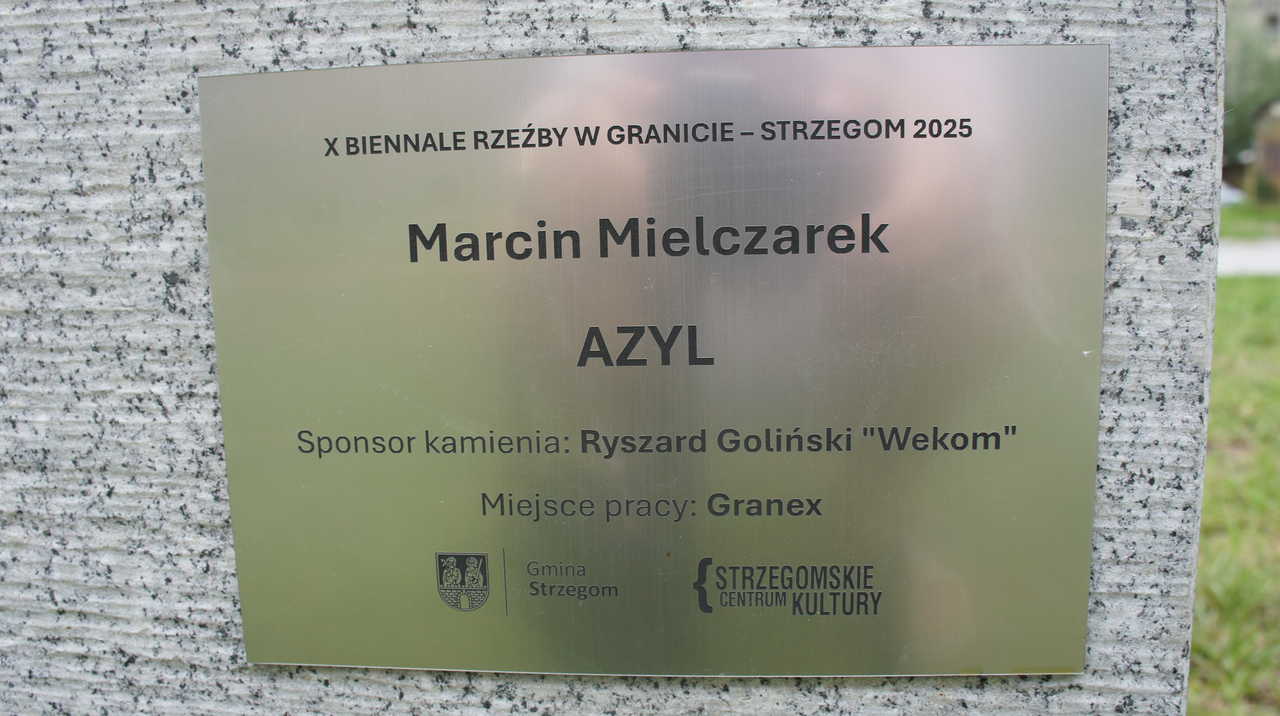 X BIENNALE RZEŹBY W GRANICIE – STRZEGOM 2025
Marcin Mielczarek
AZYL
Sponsor kamienia: Ryszard Goliński "Wekom"
Miejsce pracy: Granex
Gmina
Strzegom
STRZEGOMSKIE
CENTRUM KULTURY